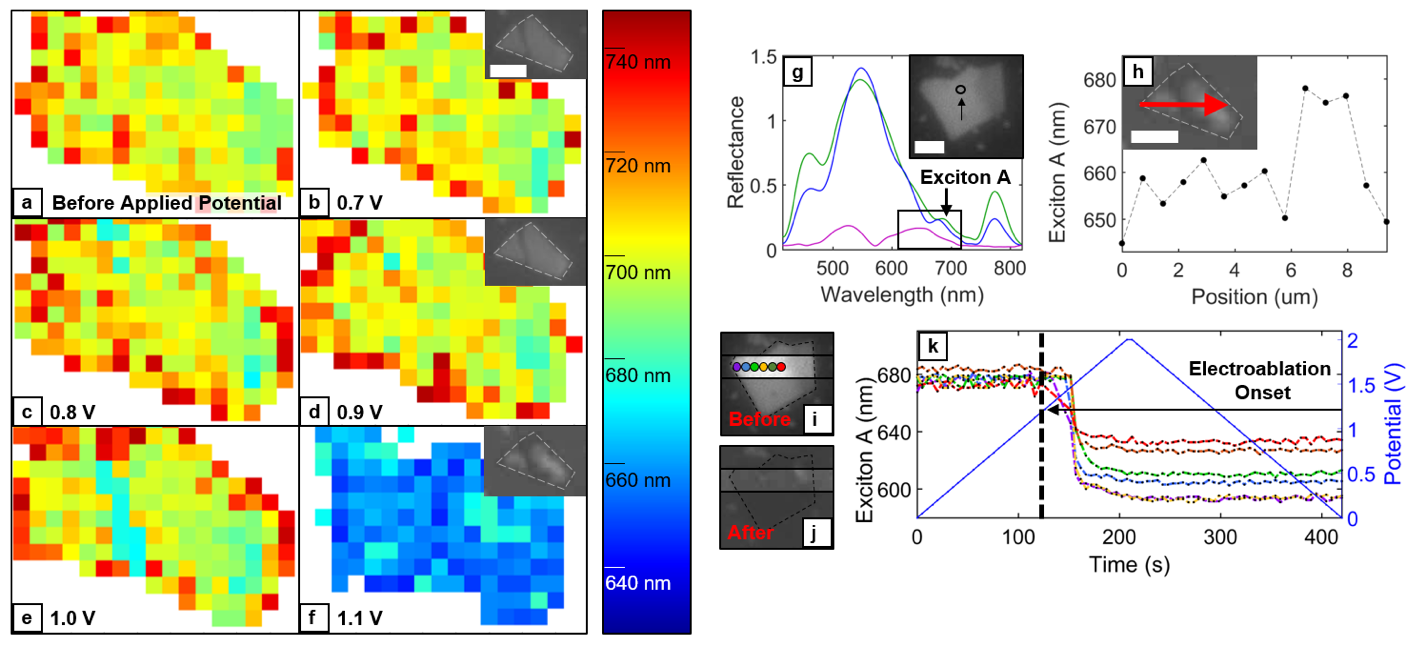 a Before Applied Potential
b 0.7 V
c 0.8 V
d 0.9 V
e 1.0 V
f 1.1 V
740 nm
720 nm
700 nm
680 nm
660 nm
640 nm
g
1.5
1
0.5
0
Reflectance
Exciton A
500 600 700 800
Wavelength (nm)
h
680
670
660
650
Exciton A (nm)
0 2 4 6 8
Position (um)
Before i
After j
k
680
640
600
Exciton A (nm)
Electroablation
Onset
2
1.5
1
0.5
0
Potential (V)
0 100 200 300 400
Time (s)